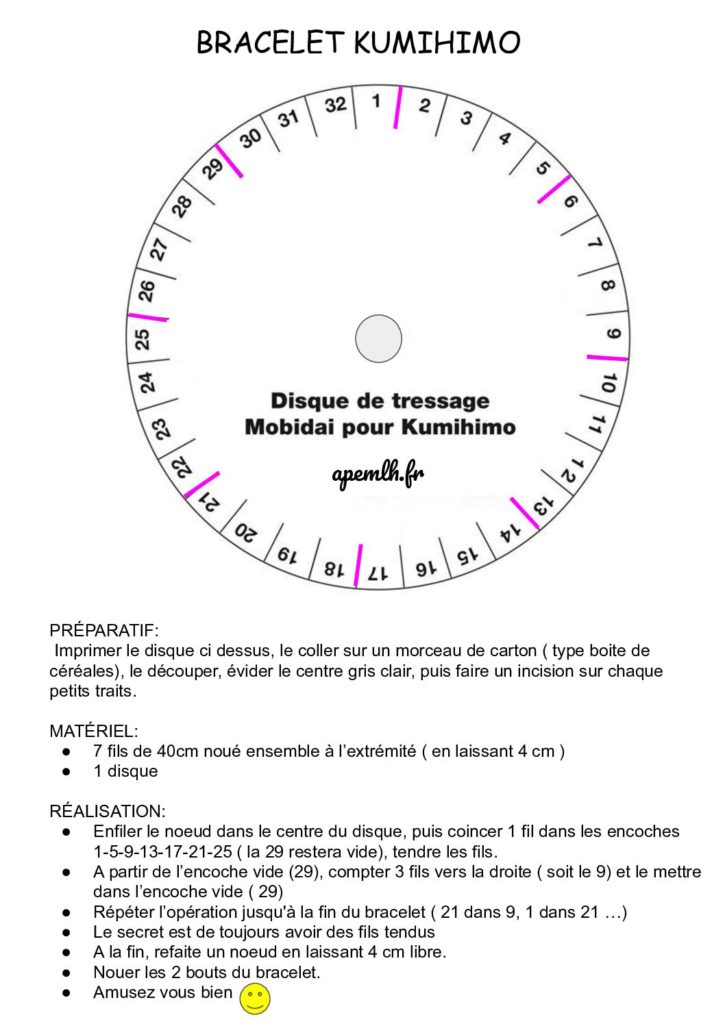 BRACELET KUMIHIMO
1
2
3
4
5
6
7
8
9
10
11
12
13
14
15
16
17
18
19
20
21
22
23
24
25
26
27
28
29
30
31
32
Disque de tressage
Mobidai pour Kumihimo
apemlh.fr
PRÉPARATIF:
Imprimer le disque ci dessus, le coller sur un morceau de carton ( type boite de
céréales), le découper, évider le centre gris clair, puis faire un incision sur chaque
petits traits.
MATÉRIEL:
● 7 fils de 40cm noué ensemble à l’extrémité ( en laissant 4 cm )
● 1 disque
RÉALISATION:
● Enfiler le noeud dans le centre du disque, puis coincer 1 fil dans les encoches
1-5-9-13-17-21-25 ( la 29 restera vide), tendre les fils.
● A partir de l’encoche vide (29), compter 3 fils vers la droite ( soit le 9) et le mettre
dans l’encoche vide ( 29)
● Répéter l’opération jusqu'à la fin du bracelet ( 21 dans 9, 1 dans 21 …)
● Le secret est de toujours avoir des fils tendus
● A la fin, refaite un noeud en laissant 4 cm libre.
● Nouer les 2 bouts du bracelet.
● Amusez vous bien